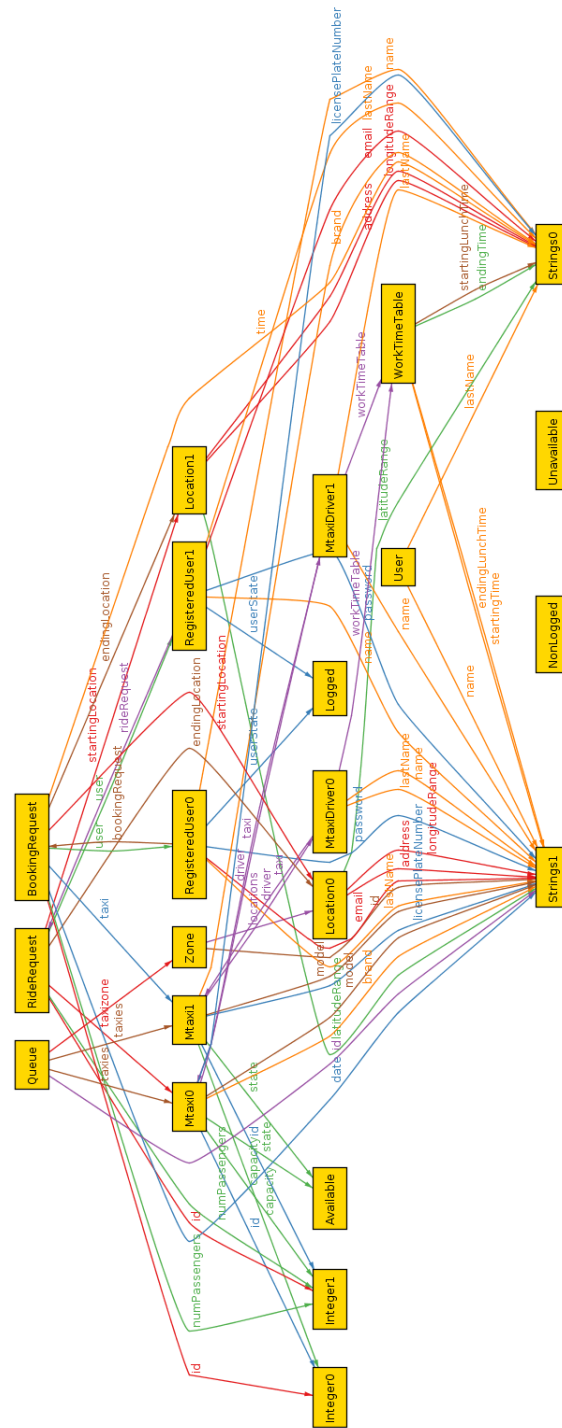 Queue
RideRequest
BookingRequest
taxies
taxies
taxizone
taxi
user
user
bookingRequest
startingLocation
rideRequest
endingLocation
time
Mtaxi0
Mtaxi1
Zone
RegisteredUser0
RegisteredUser1
Location1
id
numPassengers
id
endingLocation
numPassengers
startingLocation
id
capacity
id
capacity
state
state
locations
driver
driver
taxi
taxi
userState
userState
Integer0
Integer1
Available
Location0
MtaxiDriver0
Logged
MtaxiDriver1
date
id
model
model
latitudeRange
brand
email
id
lastName
password
name
password
workTimeTable
workTimeTable
brand
licensePlateNumber
address
longitudeRange
lastName
name
name
latitudeRange
User
WorkTimeTable
address
email
longitudeRange
lastName
licensePlateNumber
lastName
name
name
startingTime
endingLunchTime
lastName
startingLunchTime
endingTime
Strings1
NonLogged
Unavailable
Strings0